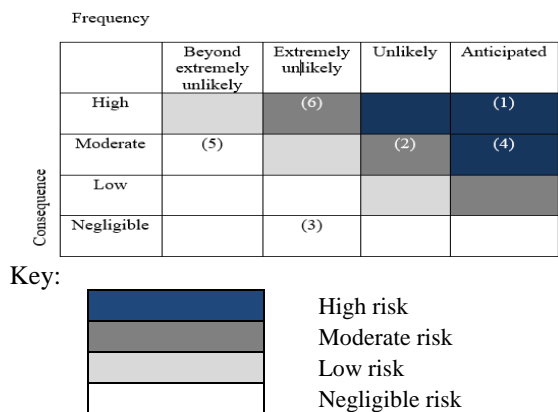 Frequency
Beyond extremely unlikely
Extremely unlikely
Unlikely
Anticipated
Consequence
High
(6)
(1)
Moderate
(5)
(2)
(4)
Low
Negligible
(3)
Key:
High risk
Moderate risk
Low risk
Negligible risk